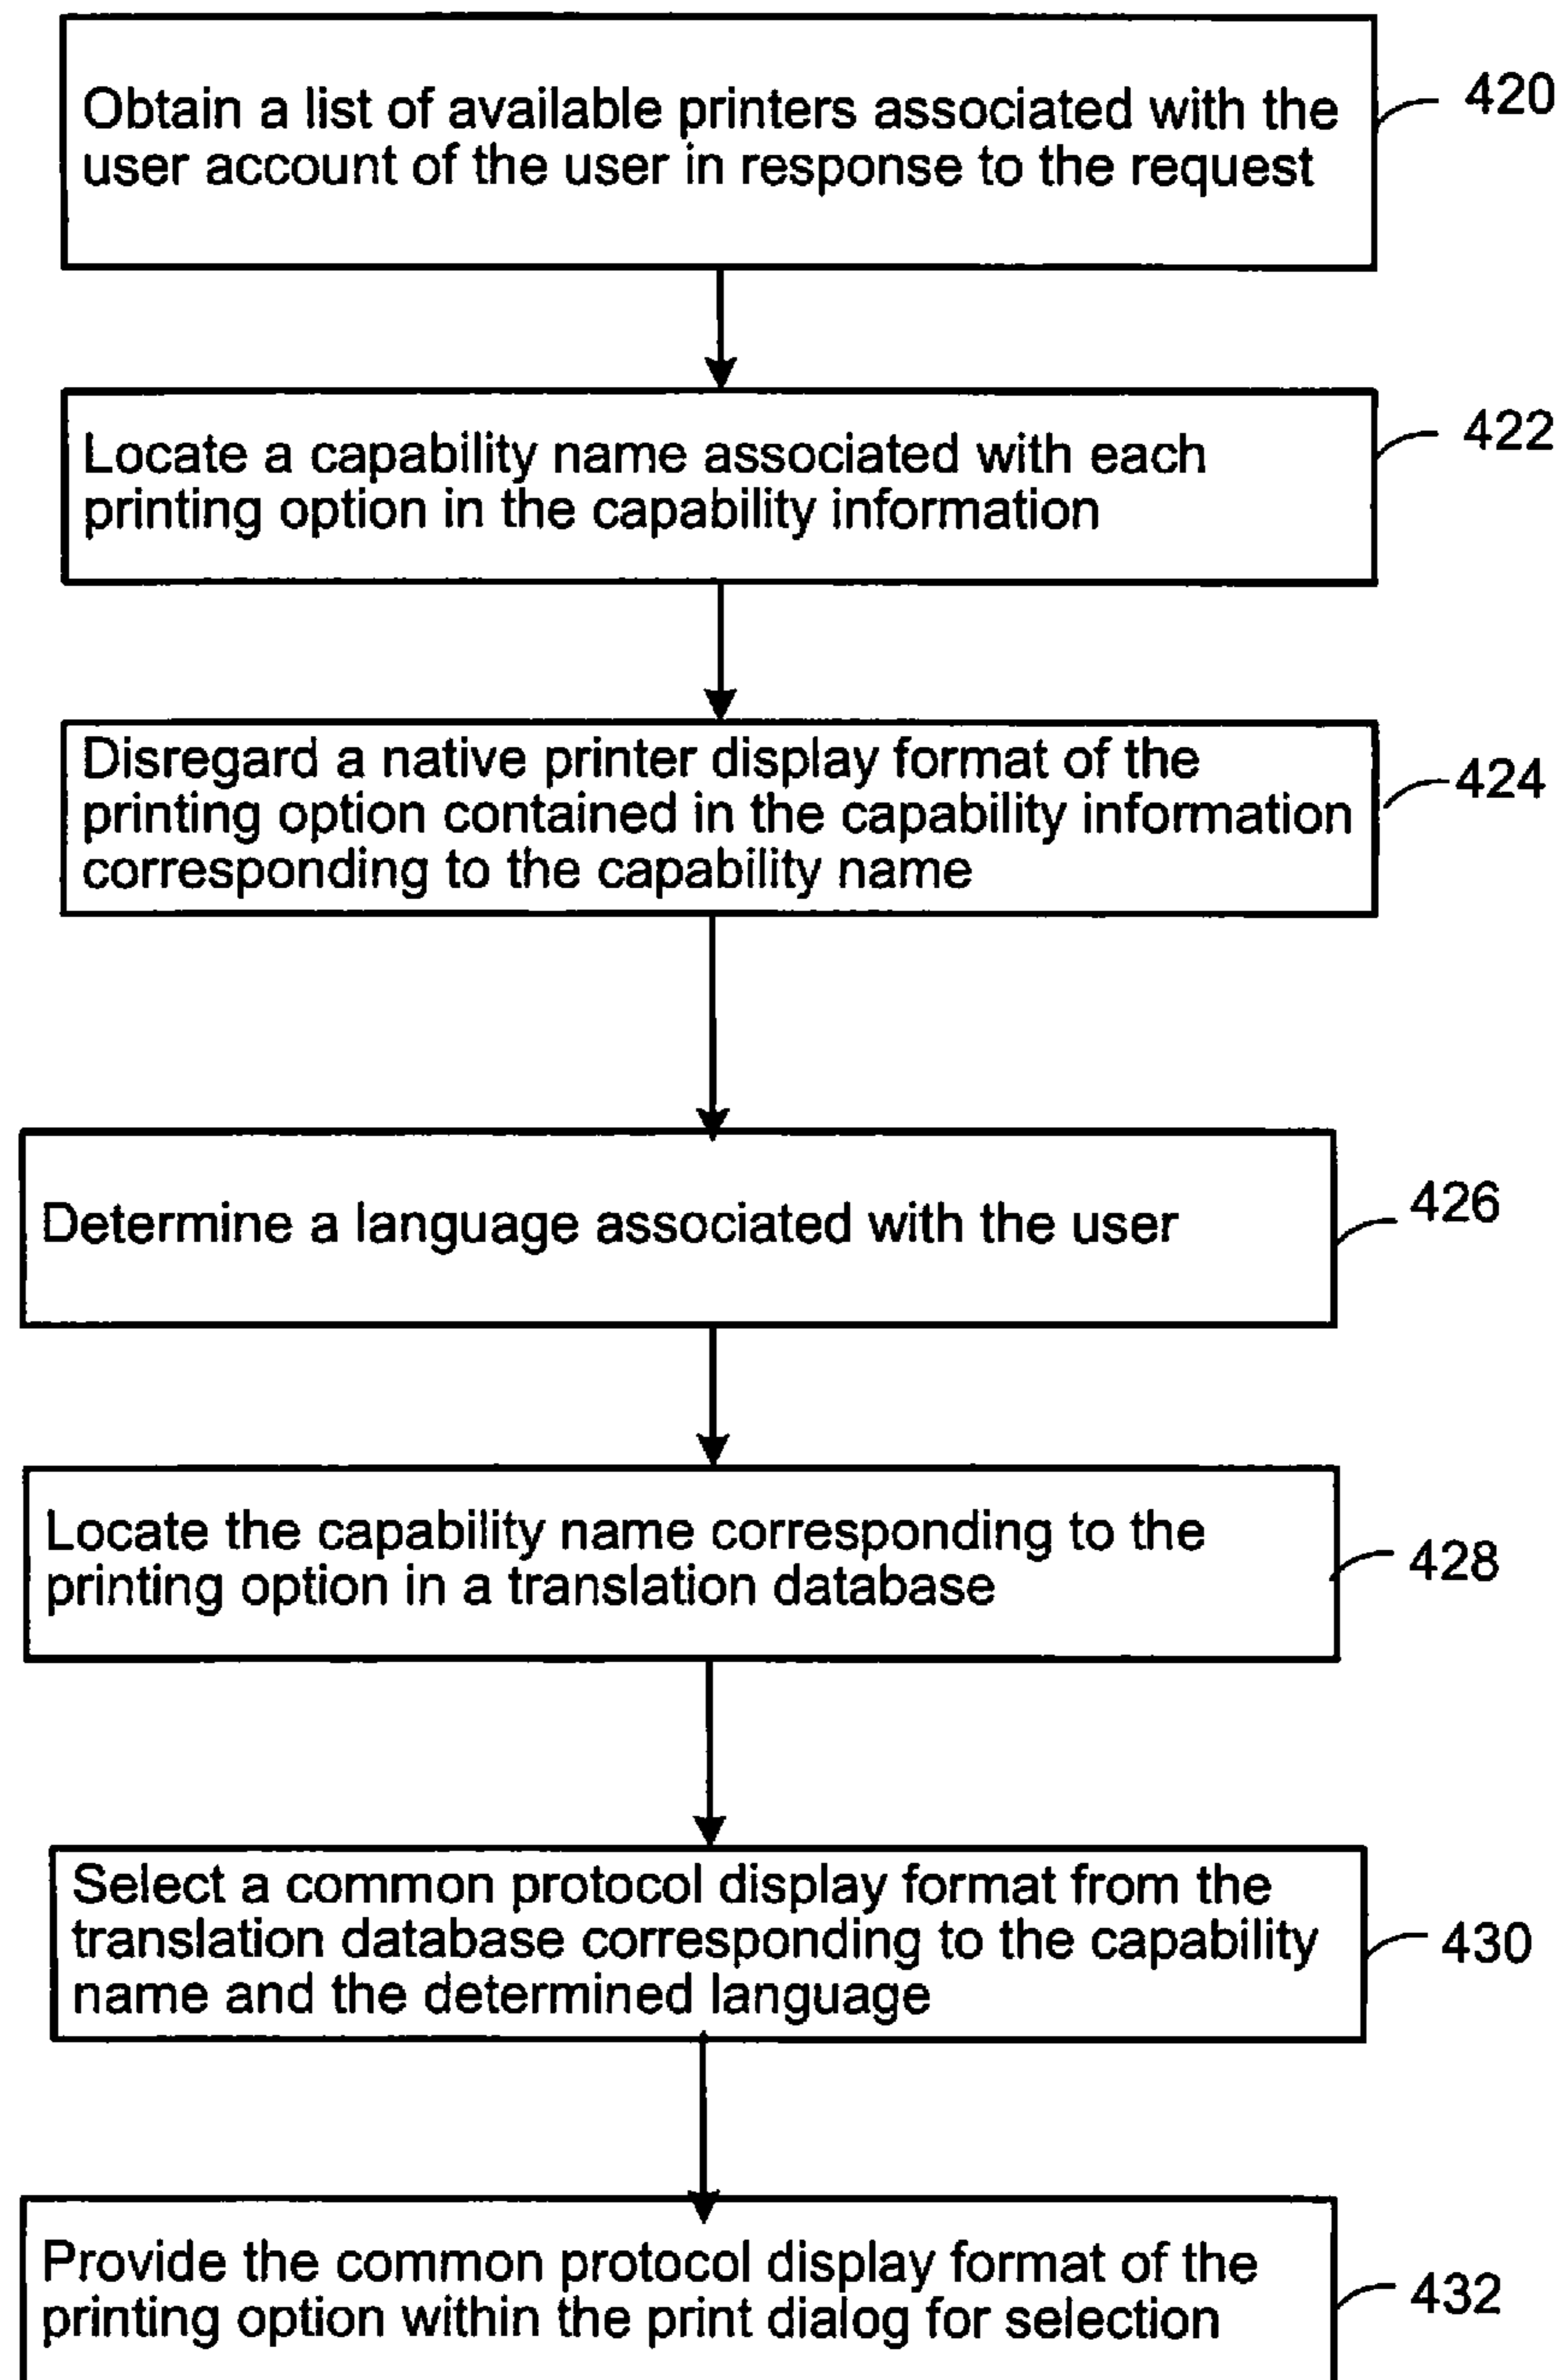 Obtain a list of available printers associated with the
user account of the user in response to the request
420
Locate a capability name associated with each
printing option in the capability information
422
Disregard a native printer display format of the
printing option contained in the capability information
corresponding to the capability name
424
Determine a language associated with the user
426
Locate the capability name corresponding to the
printing option in a translation database
428
Select a common protocol display format from the
translation database corresponding to the capability
name and the determined language
430
Provide the common protocol display format of the
printing option within the print dialog for selection
432